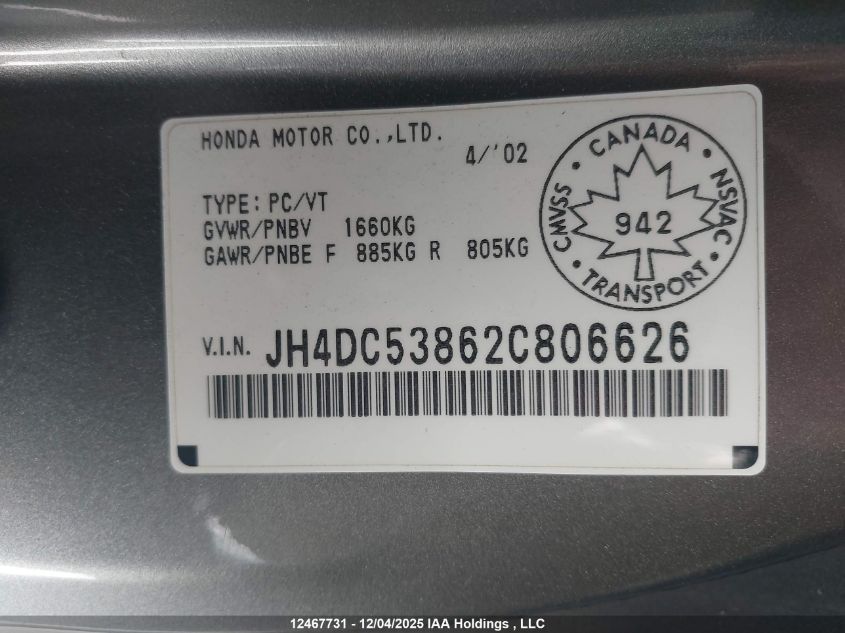 HONDA MOTOR CO.,LTD.
4/'02
TYPE: PC/VT
GVWR/PNBV 1660KG
GAWR/PNBE F 885KG R 805KG
• CANADA •
CMVSS
942
NSVAC
• TRANSPORT •
V.I.N. JH4DC53862C806626
12467731 - 12/04/2025 IAA Holdings , LLC